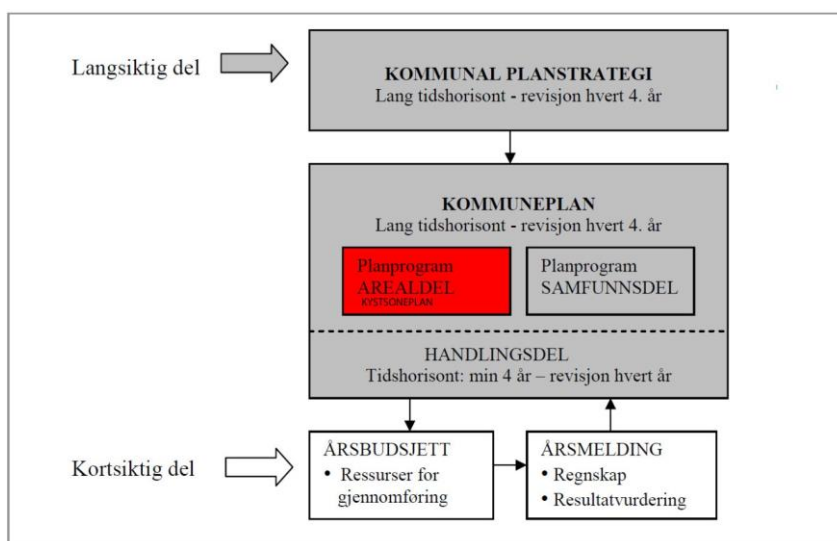 Langsiktig del
KOMMUNAL PLANSTRATEGI
Lang tidshorisont - revisjon hvert 4. år
KOMMUNEPLAN
Lang tidshorisont - revisjon hvert 4. år
Planprogram
AREALDEL
KYSTSONEPLAN
Planprogram
SAMFUNNSDEL
HANDLINGSDEL
Tidshorisont: min 4 år – revisjon hvert år
Kortsiktig del
ÅRSBUDSJETT
• Ressurser for
gjennomføring
ÅRSMELDING
• Regnskap
• Resultatvurdering